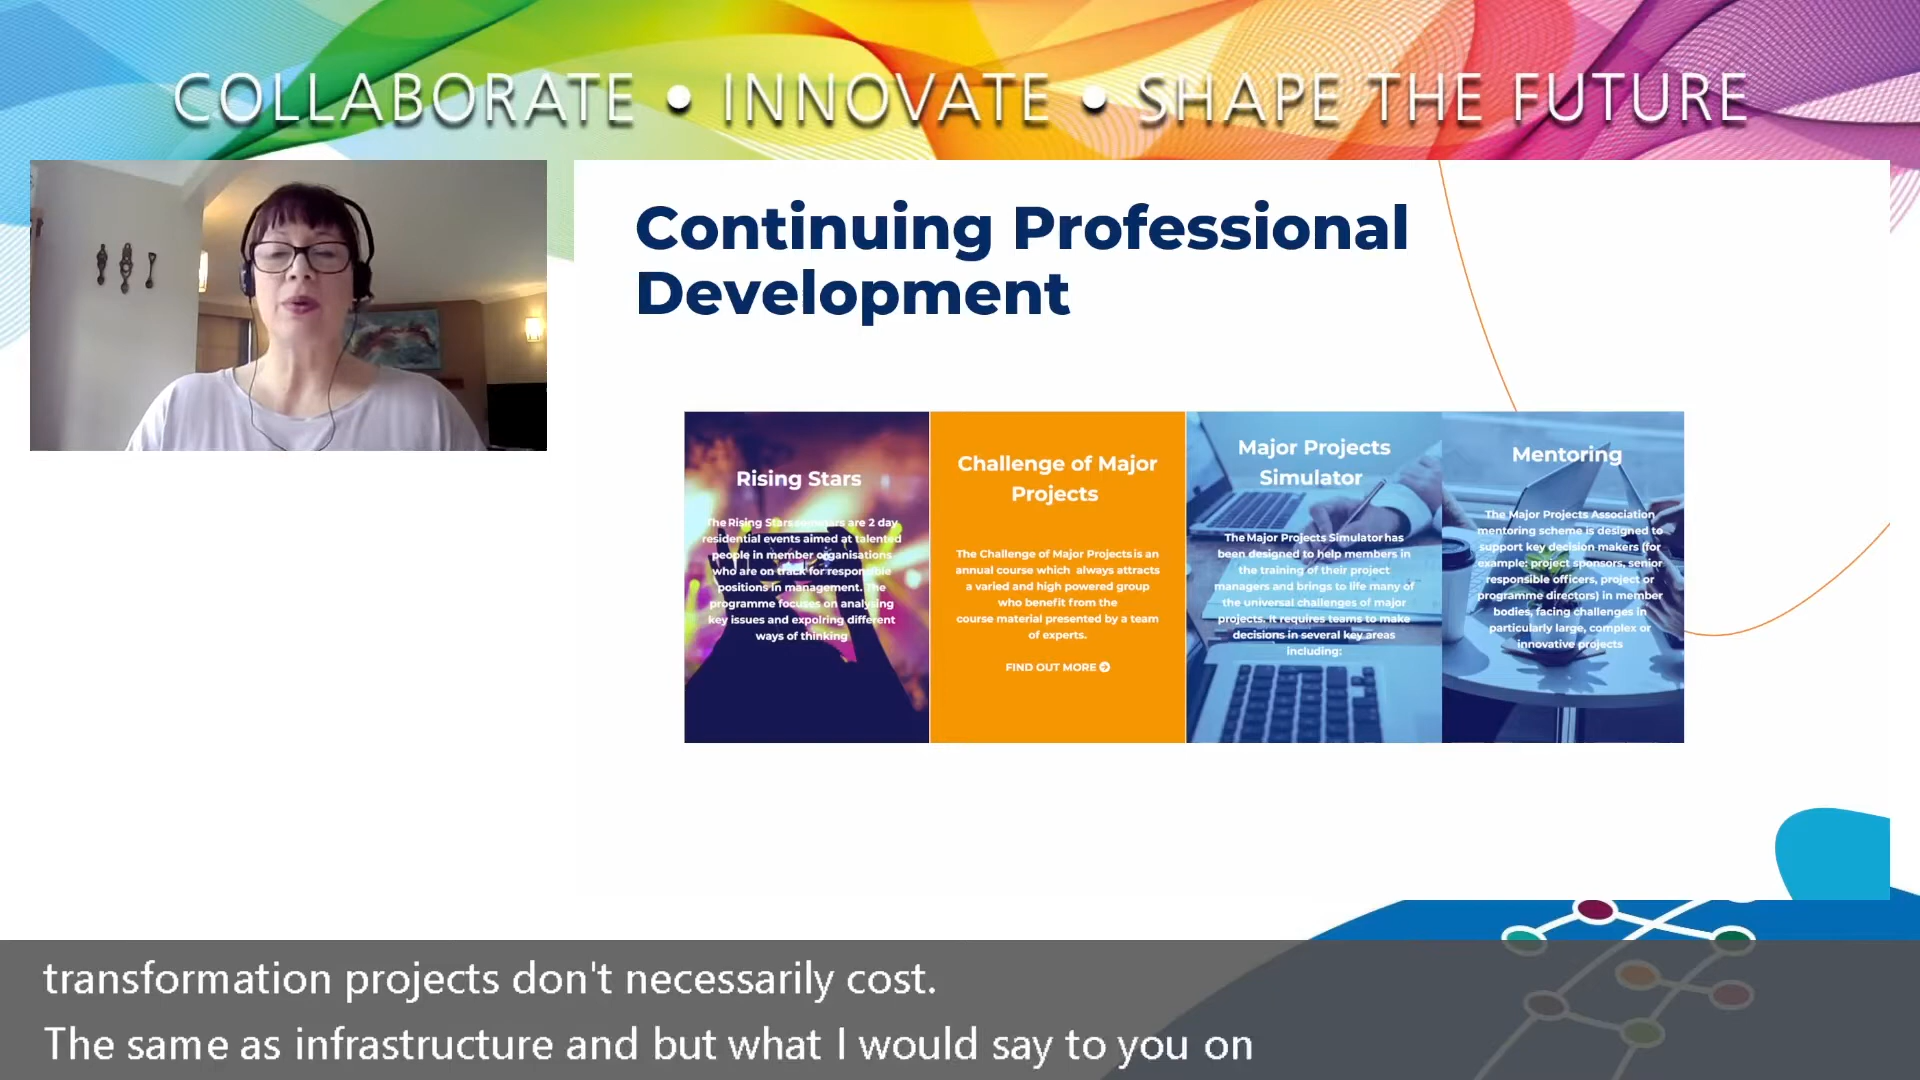 COLLABORATE • INNOVATE • SHAPE THE FUTURE
Continuing Professional
Development
Rising Stars
The Rising Stars seminars are 2 day
residential events aimed at talented
people in member organisations
who are on track for responsible
positions in management. The
programme focuses on analysing
key issues and expolring different
ways of thinking
Challenge of Major
Projects
The Challenge of Major Projects is an
annual course which always attracts
a varied and high powered group
who benefit from the
course material presented by a team
of experts.
FIND OUT MORE
Major Projects
Simulator
The Major Projects Simulator has
been designed to help members in
the training of their project
managers and brings to life many of
the universal challenges of major
projects. It requires teams to make
decisions in several key areas
including:
Mentoring
The Major Projects Association
mentoring scheme is designed to
support key decision makers (for
example: project sponsors, senior
responsible officers, project or
programme directors) in member
bodies, facing challenges in
particularly large, complex or
innovative projects
transformation projects don't necessarily cost.
The same as infrastructure and but what I would say to you on